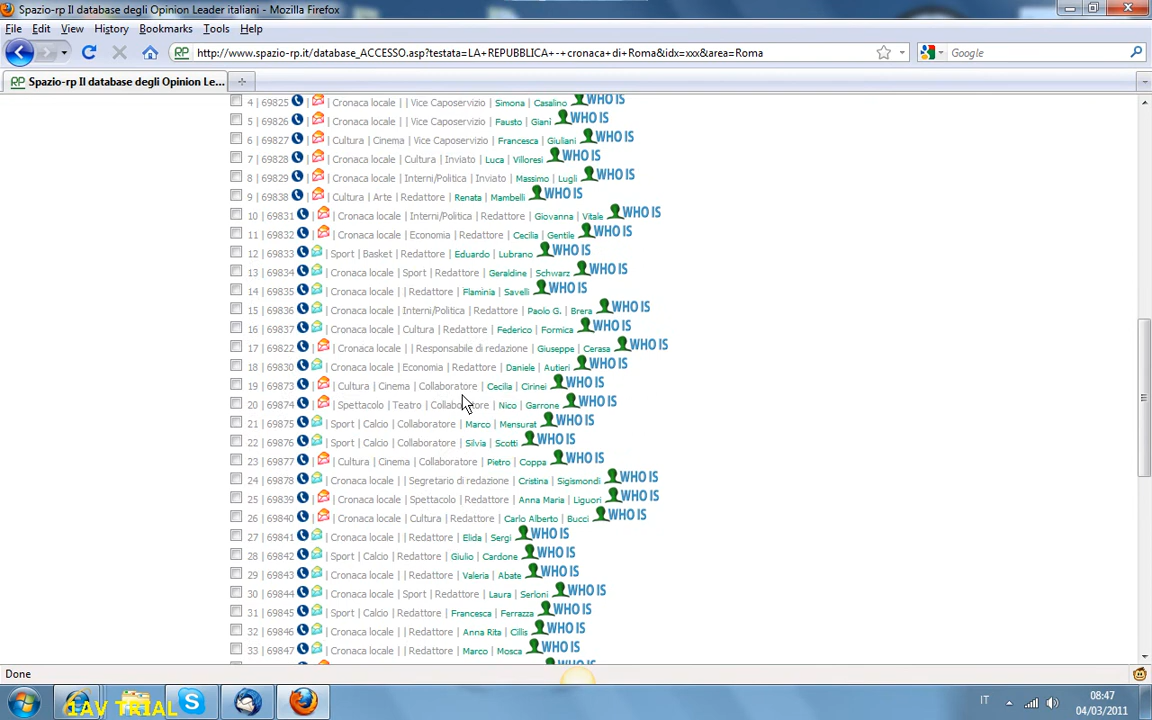 Spazio-rp Il database degli Opinion Leader italiani - Mozilla Firefox
File Edit View History Bookmarks Tools Help
http://www.spazio-rp.it/database_ACCESSO.asp?testata=LA+REPUBBLICA+-+cronaca+di+Roma&idx=xxx&area=Roma Google
RP Spazio-rp Il database degli Opinion Le...
4 | 69825 | Cronaca locale | | Vice Caposervizio | Simona | Casalino WHO IS
5 | 69826 | Cronaca locale | | Vice Caposervizio | Fausto | Giani WHO IS
6 | 69827 | Cultura | Cinema | Vice Caposervizio | Francesca | Giuliani WHO IS
7 | 69828 | Cronaca locale | Cultura | Inviato | Luca | Villoresi WHO IS
8 | 69829 | Cronaca locale | Interni/Politica | Inviato | Massimo | Lugli WHO IS
9 | 69838 | Cultura | Arte | Redattore | Renata | Mambelli WHO IS
10 | 69831 | Cronaca locale | Interni/Politica | Redattore | Giovanna | Vitale WHO IS
11 | 69832 | Cronaca locale | Economia | Redattore | Cecilia | Gentile WHO IS
12 | 69833 | Sport | Basket | Redattore | Eduardo | Lubrano WHO IS
13 | 69834 | Cronaca locale | Sport | Redattore | Geraldine | Schwarz WHO IS
14 | 69835 | Cronaca locale | | Redattore | Flaminia | Savelli WHO IS
15 | 69836 | Cronaca locale | Interni/Politica | Redattore | Paolo G. | Brera WHO IS
16 | 69837 | Cronaca locale | Cultura | Redattore | Federico | Formica WHO IS
17 | 69822 | Cronaca locale | | Responsabile di redazione | Giuseppe | Cerasa WHO IS
18 | 69830 | Cronaca locale | Economia | Redattore | Daniele | Autieri WHO IS
19 | 69873 | Cultura | Cinema | Collaboratore | Cecilia | Cirinei WHO IS
20 | 69874 | Spettacolo | Teatro | Collaboratore | Nico | Garrone WHO IS
21 | 69875 | Sport | Calcio | Collaboratore | Marco | Mensurat WHO IS
22 | 69876 | Sport | Calcio | Collaboratore | Silvia | Scotti WHO IS
23 | 69877 | Cultura | Cinema | Collaboratore | Pietro | Coppa WHO IS
24 | 69878 | Cronaca locale | | Segretario di redazione | Cristina | Sigismondi WHO IS
25 | 69839 | Cronaca locale | Spettacolo | Redattore | Anna Maria | Liguori WHO IS
26 | 69840 | Cronaca locale | Cultura | Redattore | Carlo Alberto | Bucci WHO IS
27 | 69841 | Cronaca locale | | Redattore | Elida | Sergi WHO IS
28 | 69842 | Sport | Calcio | Redattore | Giulio | Cardone WHO IS
29 | 69843 | Cronaca locale | | Redattore | Valeria | Abate WHO IS
30 | 69844 | Cronaca locale | Sport | Redattore | Laura | Serloni WHO IS
31 | 69845 | Sport | Calcio | Redattore | Francesca | Ferrazza WHO IS
32 | 69846 | Cronaca locale | | Redattore | Anna Rita | Cillis WHO IS
33 | 69847 | Cronaca locale | | Redattore | Marco | Mosca WHO IS
WHO IS
Done
1AV TRIAL IT 08:47
04/03/2011